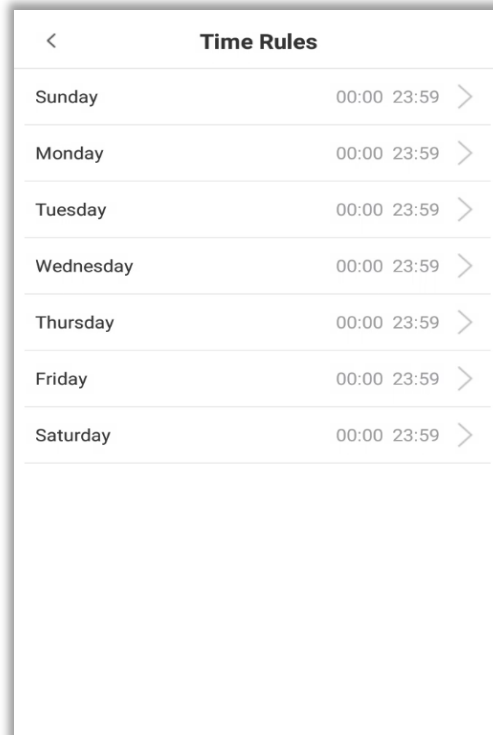 Time Rules
Sunday 00:00 23:59
Monday 00:00 23:59
Tuesday 00:00 23:59
Wednesday 00:00 23:59
Thursday 00:00 23:59
Friday 00:00 23:59
Saturday 00:00 23:59